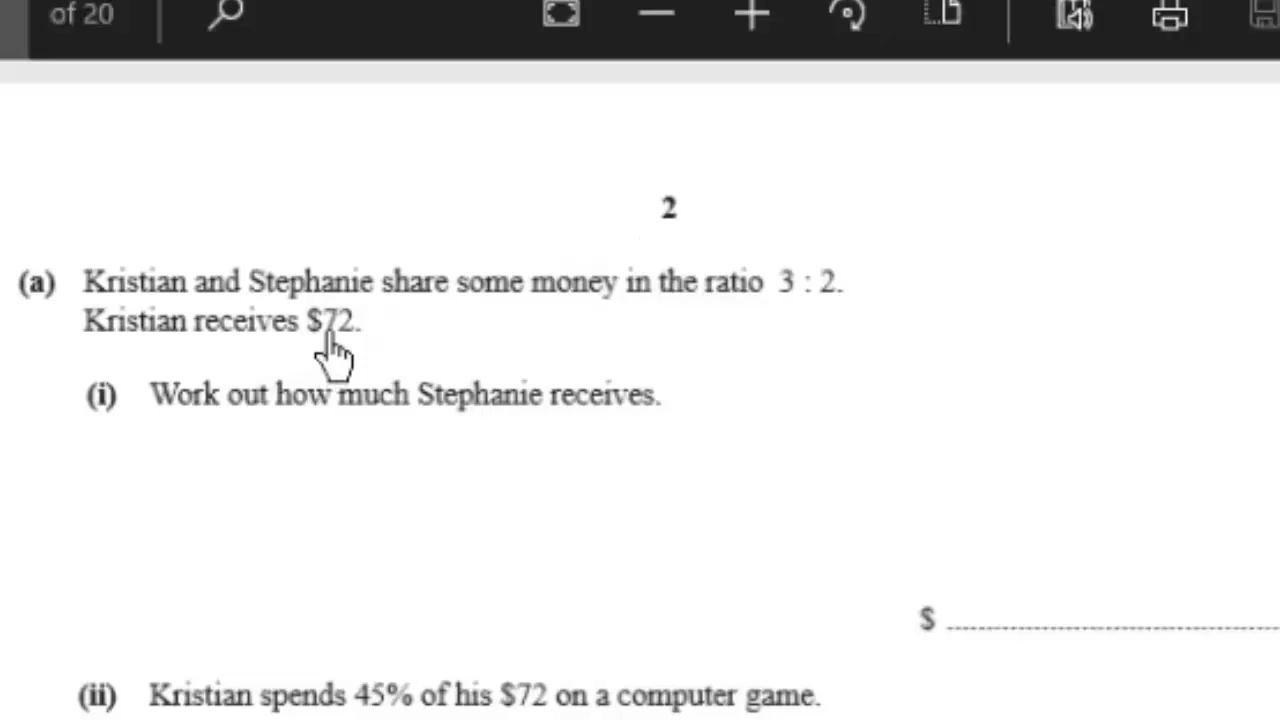 of 20
2
(a) Kristian and Stephanie share some money in the ratio 3 : 2.
Kristian receives $72.
(i) Work out how much Stephanie receives.
$ ........................................
(ii) Kristian spends 45% of his $72 on a computer game.